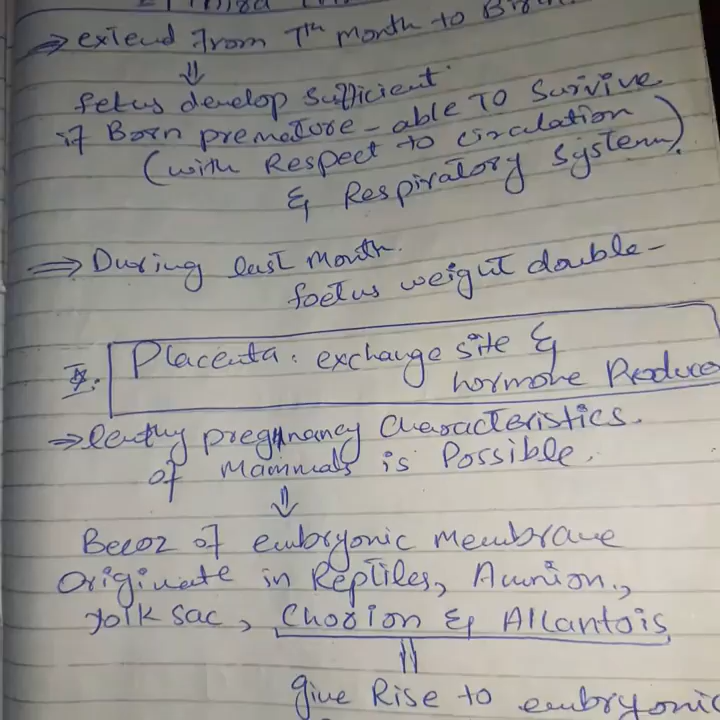 ⇒ extend from 7th month to Birth
⇓
fetus develop sufficient
if Born premature - able To Survive
(with Respect to circulation
& Respiratory system)
⇒ During last Month.
foetus weight double -
Placenta: exchange site &
hormone Produce
⇒ lenthy pregnancy Characteristics.
of Mammals is Possible.
⇓
Becoz of embryonic Membrane
Originate in Reptiles, Amnion.,
yolk sac, Chorion & Allantois
give Rise to embryonic